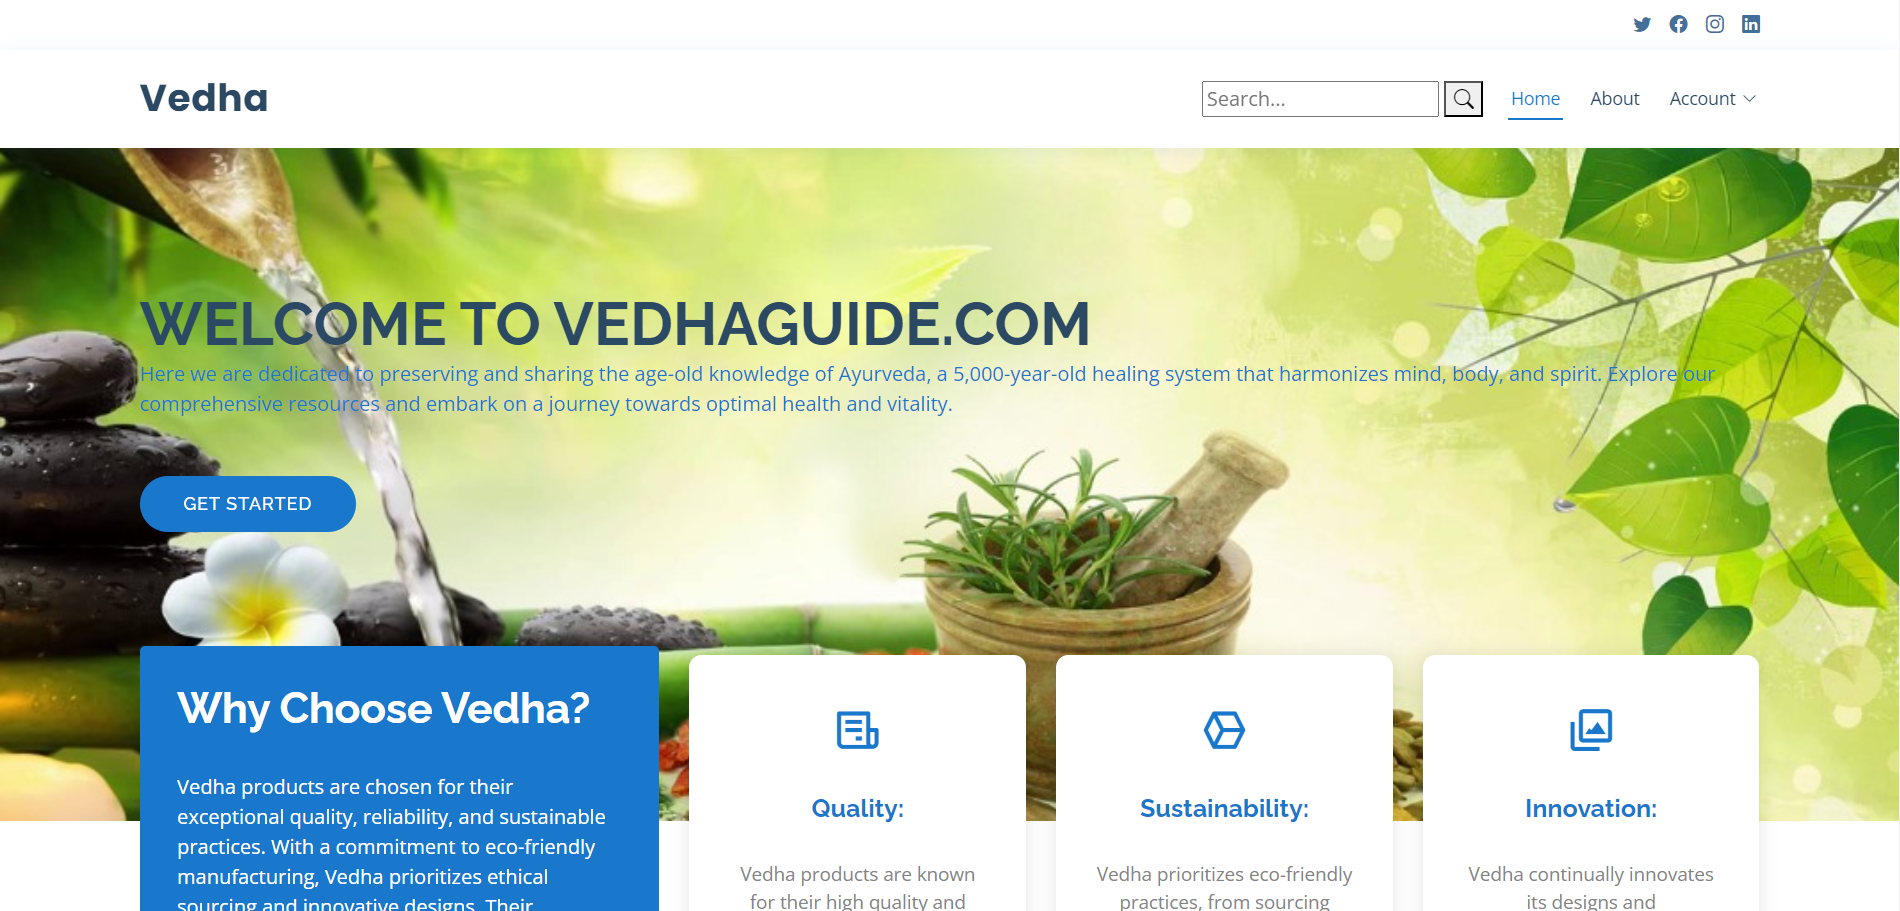 Vedha
Search...
Home
About
Account
WELCOME TO VEDHAGUIDE.COM
Here we are dedicated to preserving and sharing the age-old knowledge of Ayurveda, a 5,000-year-old healing system that harmonizes mind, body, and spirit. Explore our
comprehensive resources and embark on a journey towards optimal health and vitality.
GET STARTED
Why Choose Vedha?
Vedha products are chosen for their
exceptional quality, reliability, and sustainable
practices. With a commitment to eco-friendly
manufacturing, Vedha prioritizes ethical
sourcing and innovative designs. Their
Quality:
Vedha products are known
for their high quality and
Sustainability:
Vedha prioritizes eco-friendly
practices, from sourcing
Innovation:
Vedha continually innovates
its designs and